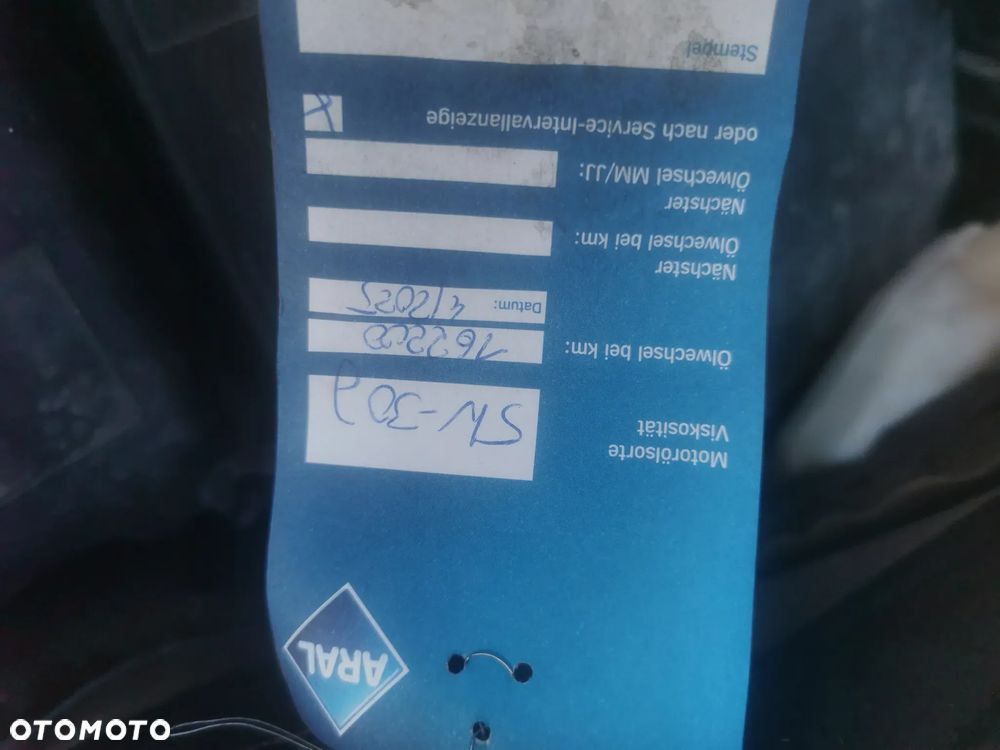 ARAL
Motorölsorte
Viskosität
5W-30
Ölwechsel bei km: 162200
Datum: 4/2025
Nächster
Ölwechsel bei km:
Nächster
Ölwechsel MM/JJ:
oder nach Service-Intervallanzeige X
Stempel
OTOMOTO